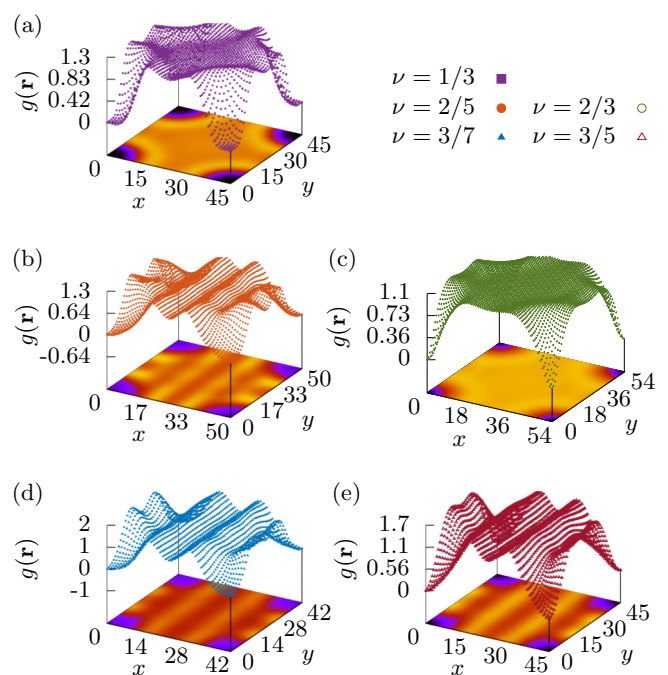 (a)
1.3
0.83
0.42
0
g(r)
0
15
30
45
x
0
15
30
45
y
ν = 1/3
ν = 2/5
ν = 2/3
ν = 3/7
ν = 3/5
(b)
1.3
0.64
0
-0.64
g(r)
0
17
33
50
x
0
17
33
50
y
(c)
1.1
0.73
0.36
0
g(r)
0
18
36
54
x
0
18
36
54
y
(d)
2
1
0
-1
g(r)
0
14
28
42
x
0
14
28
42
y
(e)
1.7
1.1
0.56
0
g(r)
0
15
30
45
x
0
15
30
45
y